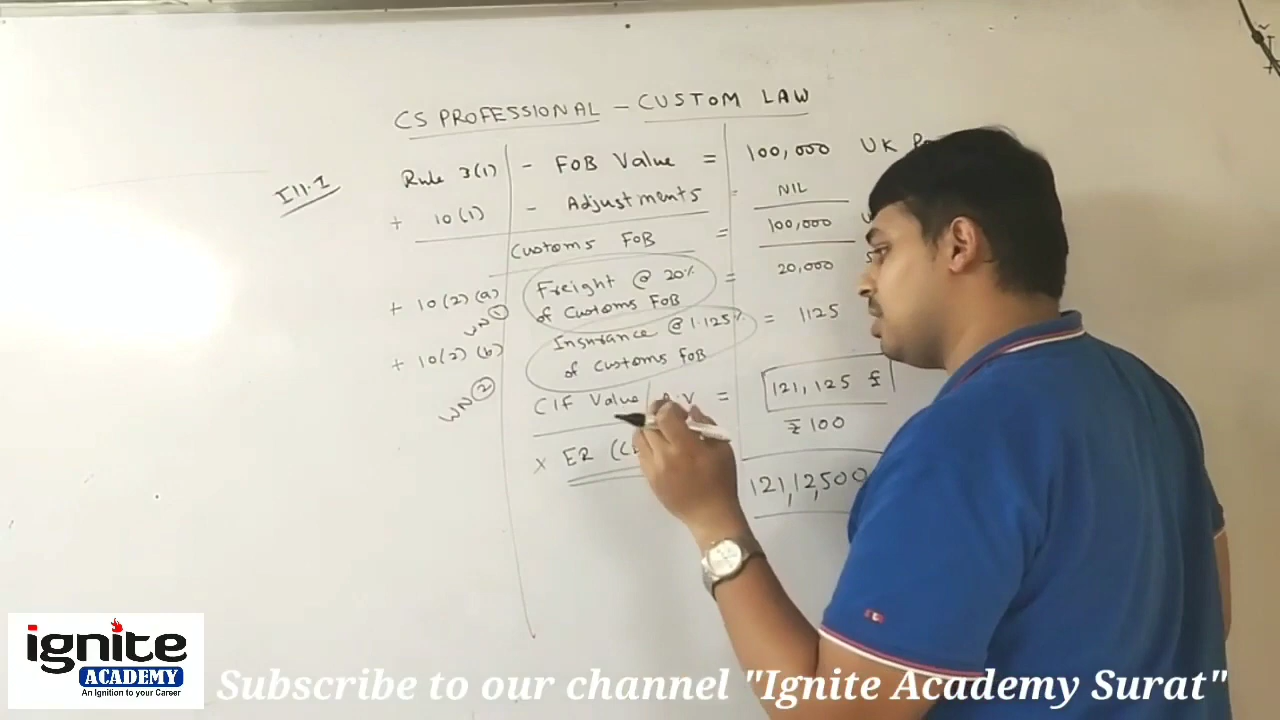 CS PROFESSIONAL - CUSTOM LAW
Ill.1
Rule 3(1) - FOB Value = 100,000 UK
+ 10(1) - Adjustments = NIL
Customs FOB = 100,000
+ 10(2)(a) Freight @ 20% = 20,000
of Customs FOB
WN ①
+ 10(2)(b) Insurance @ 1.125% = 1125
of Customs FOB
WN ②
CIF Value = 121,125 £
x ER ₹ 100
121,12,500
ignite
ACADEMY
An Ignition to your Career
Subscribe to our channel "Ignite Academy Surat"